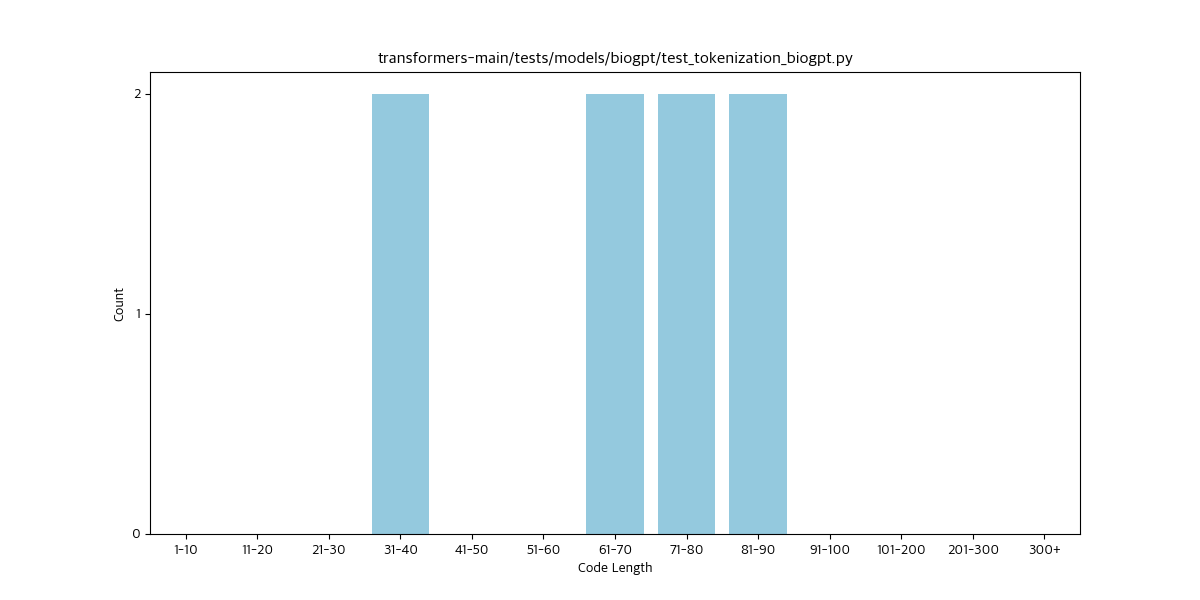 transformers-main/tests/models/biogpt/test_tokenization_biogpt.py
Count
2
1
0
1-10 11-20 21-30 31-40 41-50 51-60 61-70 71-80 81-90 91-100 101-200 201-300 300+
Code Length